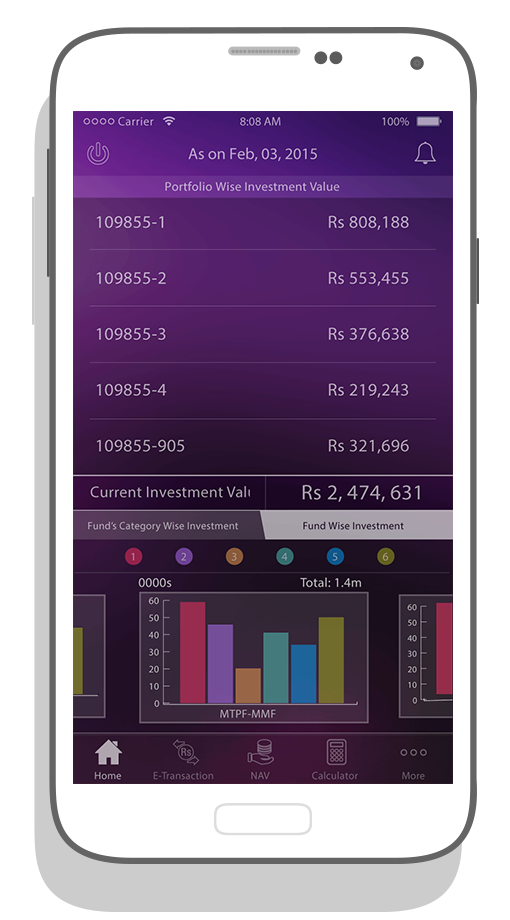 Carrier 8:08 AM 100%
As on Feb, 03, 2015
Portfolio Wise Investment Value
109855-1 Rs 808,188
109855-2 Rs 553,455
109855-3 Rs 376,638
109855-4 Rs 219,243
109855-905 Rs 321,696
Current Investment Valu Rs 2, 474, 631
Fund's Category Wise Investment Fund Wise Investment
1 2 3 4 5 6
0000s Total: 1.4m
60 60
50 50
40 40
30 30
20 20
10 10
0 0
MTPF-MMF
Rs
Home E-Transaction NAV Calculator More